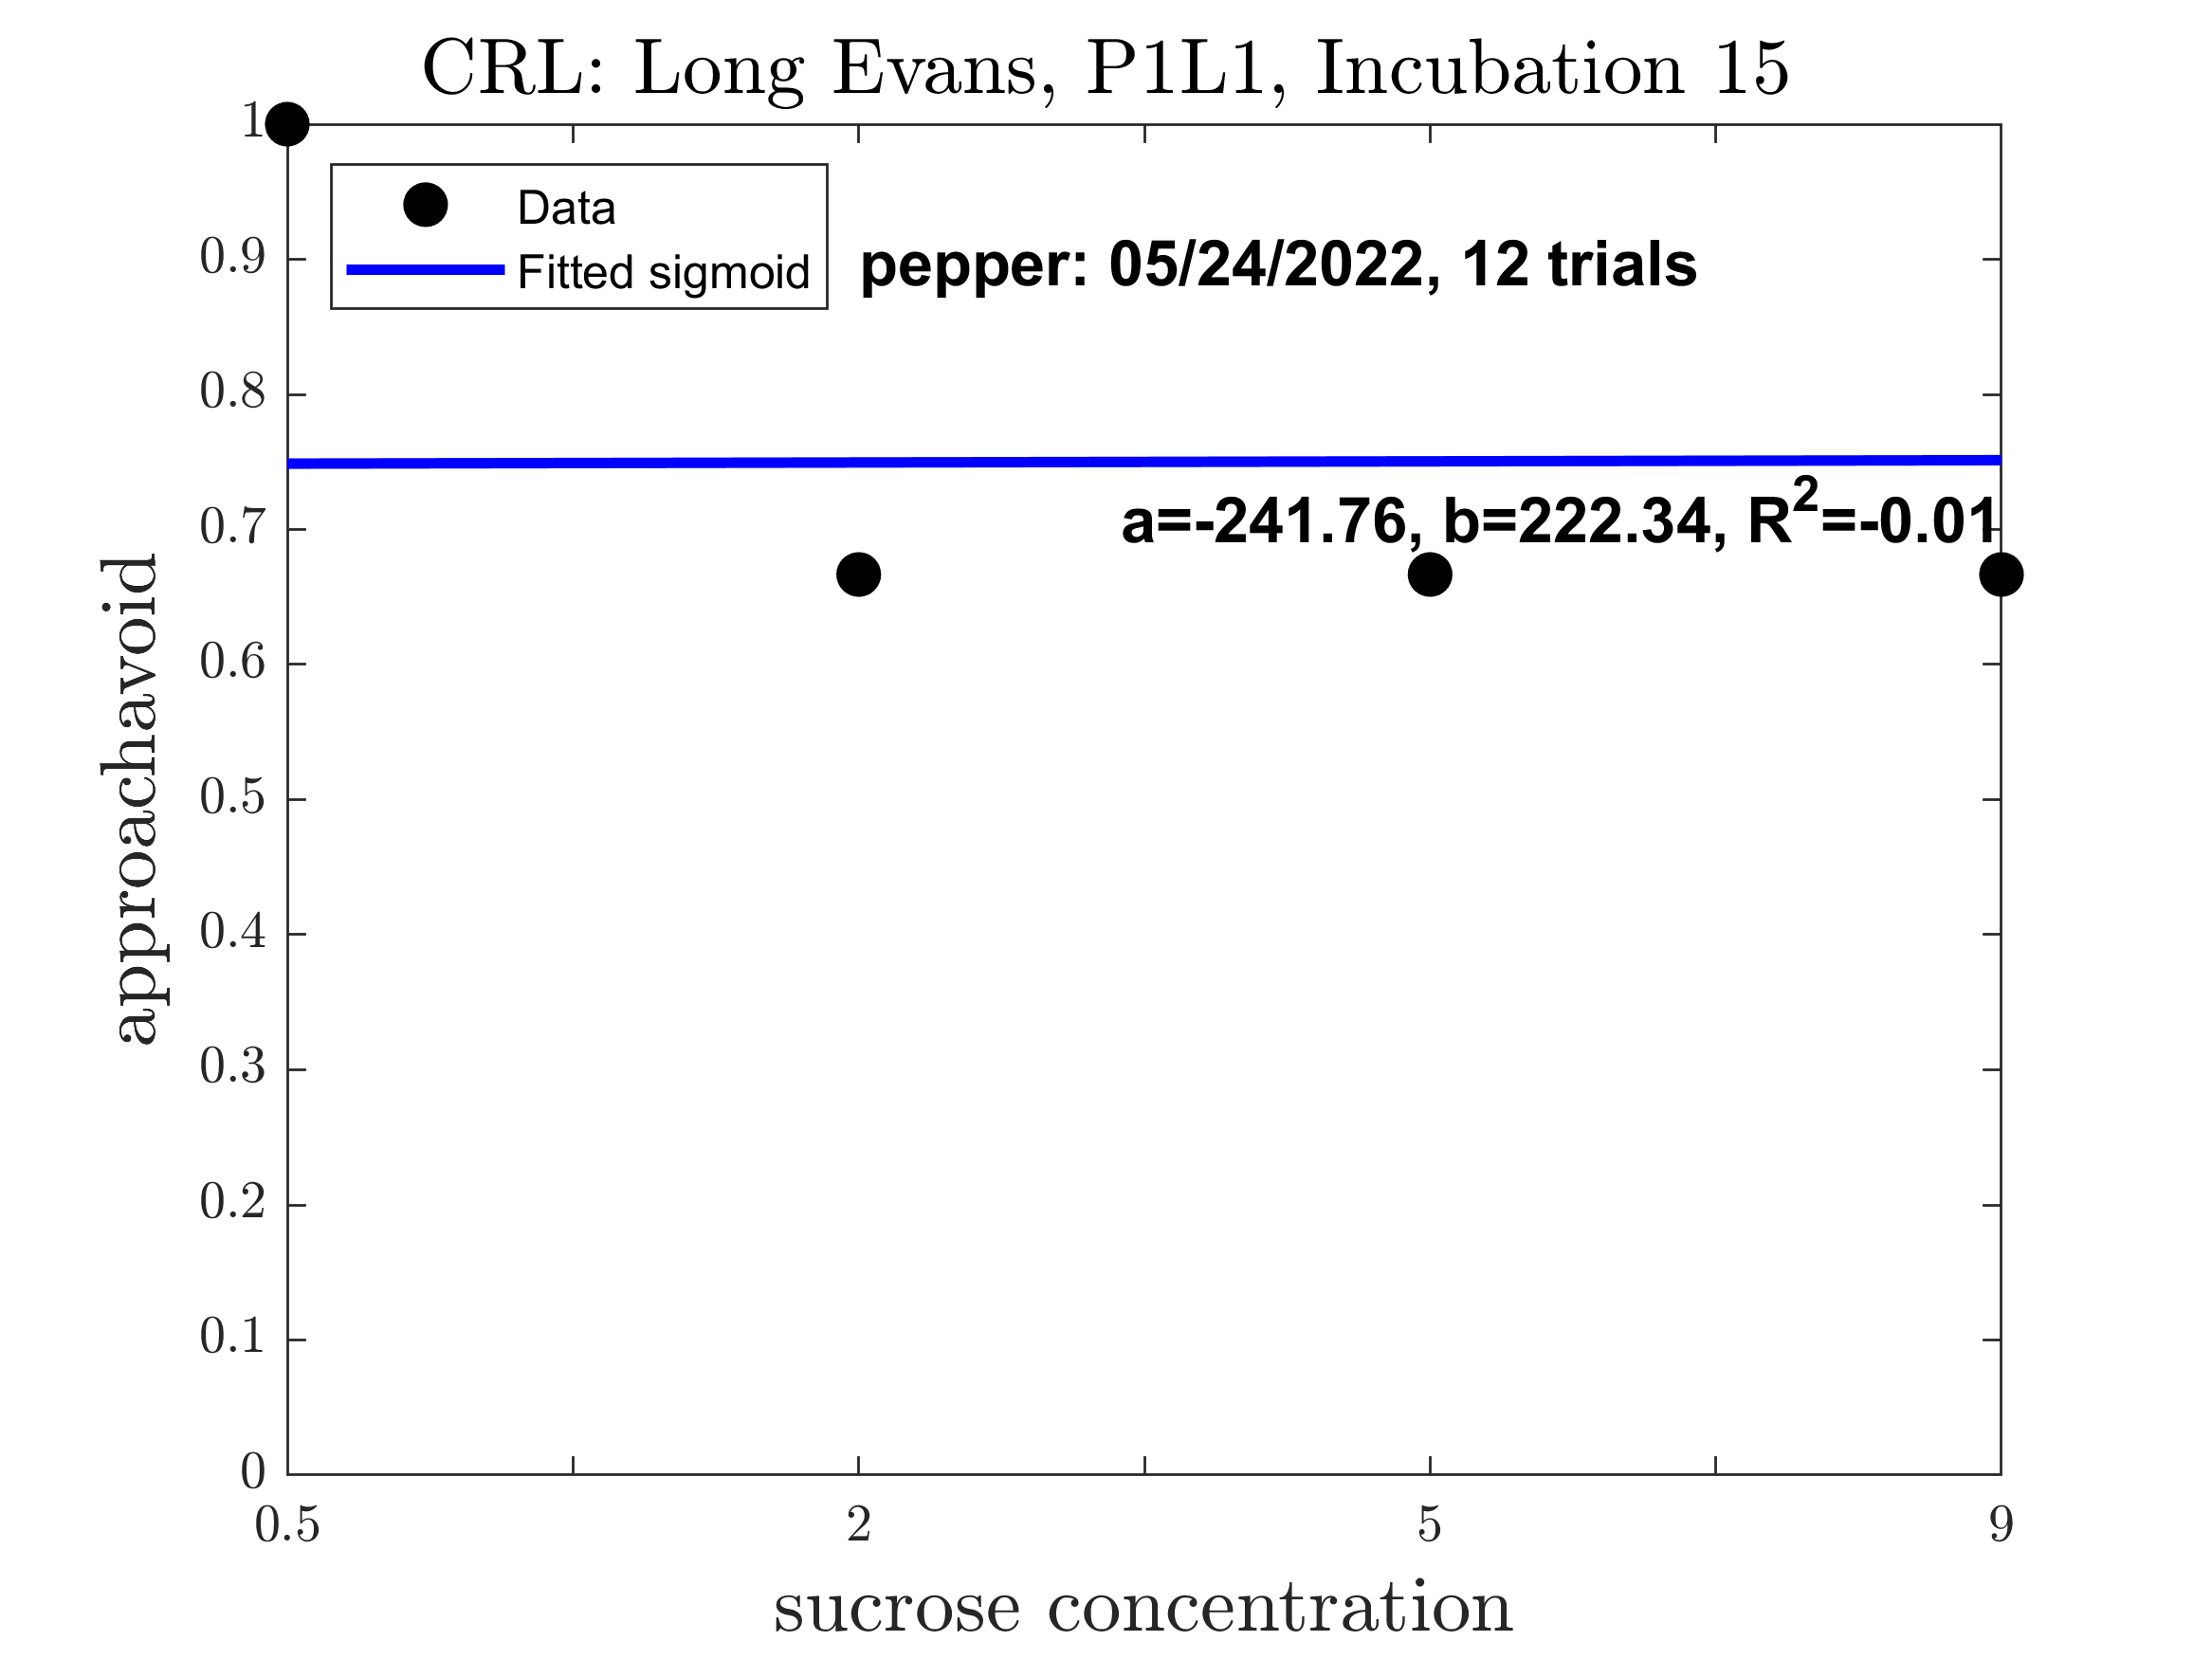 CRL: Long Evans, P1L1, Incubation 15
Data
Fitted sigmoid
pepper: 05/24/2022, 12 trials
a=-241.76, b=222.34, R²=-0.01
approachavoid
1
0.9
0.8
0.7
0.6
0.5
0.4
0.3
0.2
0.1
0
0.5 2 5 9
sucrose concentration